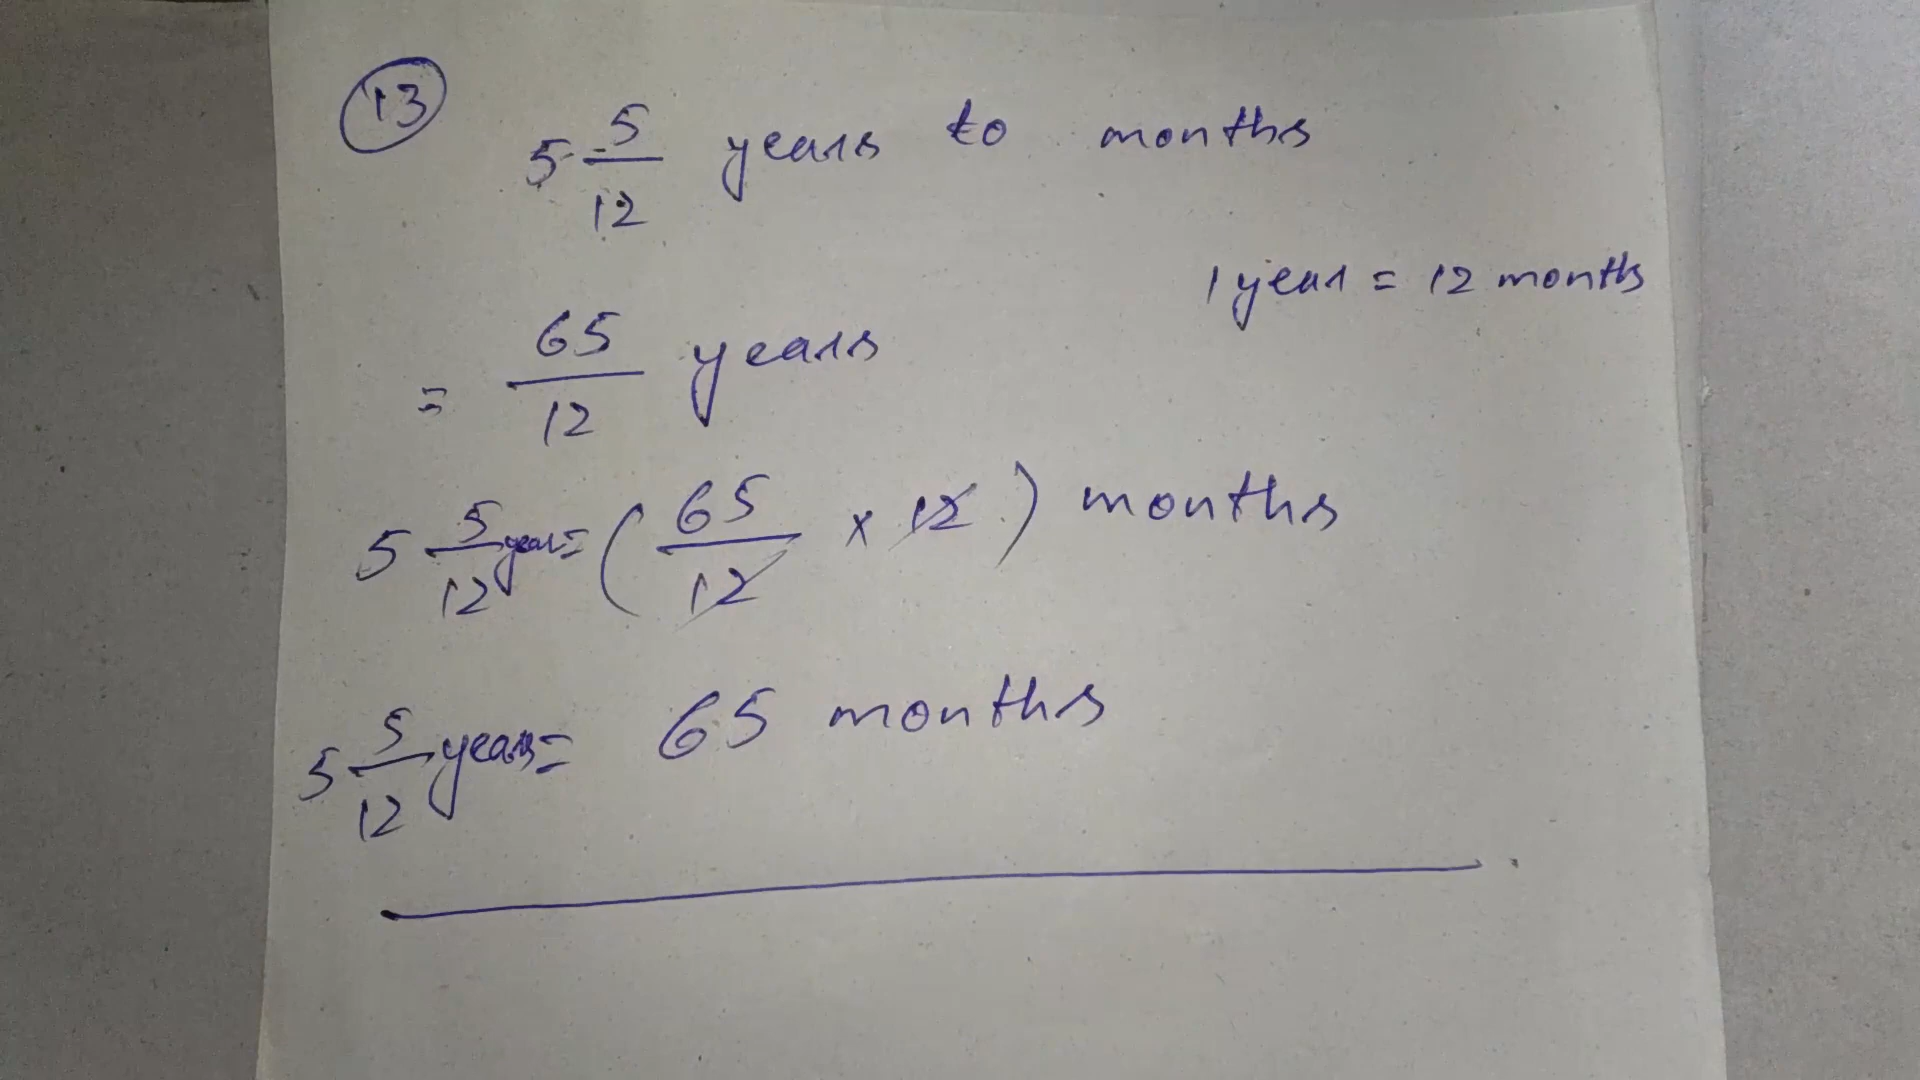 13
5 5/12 years to months
1 year = 12 months
= 65/12 years
5 5/12 years = ( 65/12 x 12 ) months
5 5/12 years = 65 months